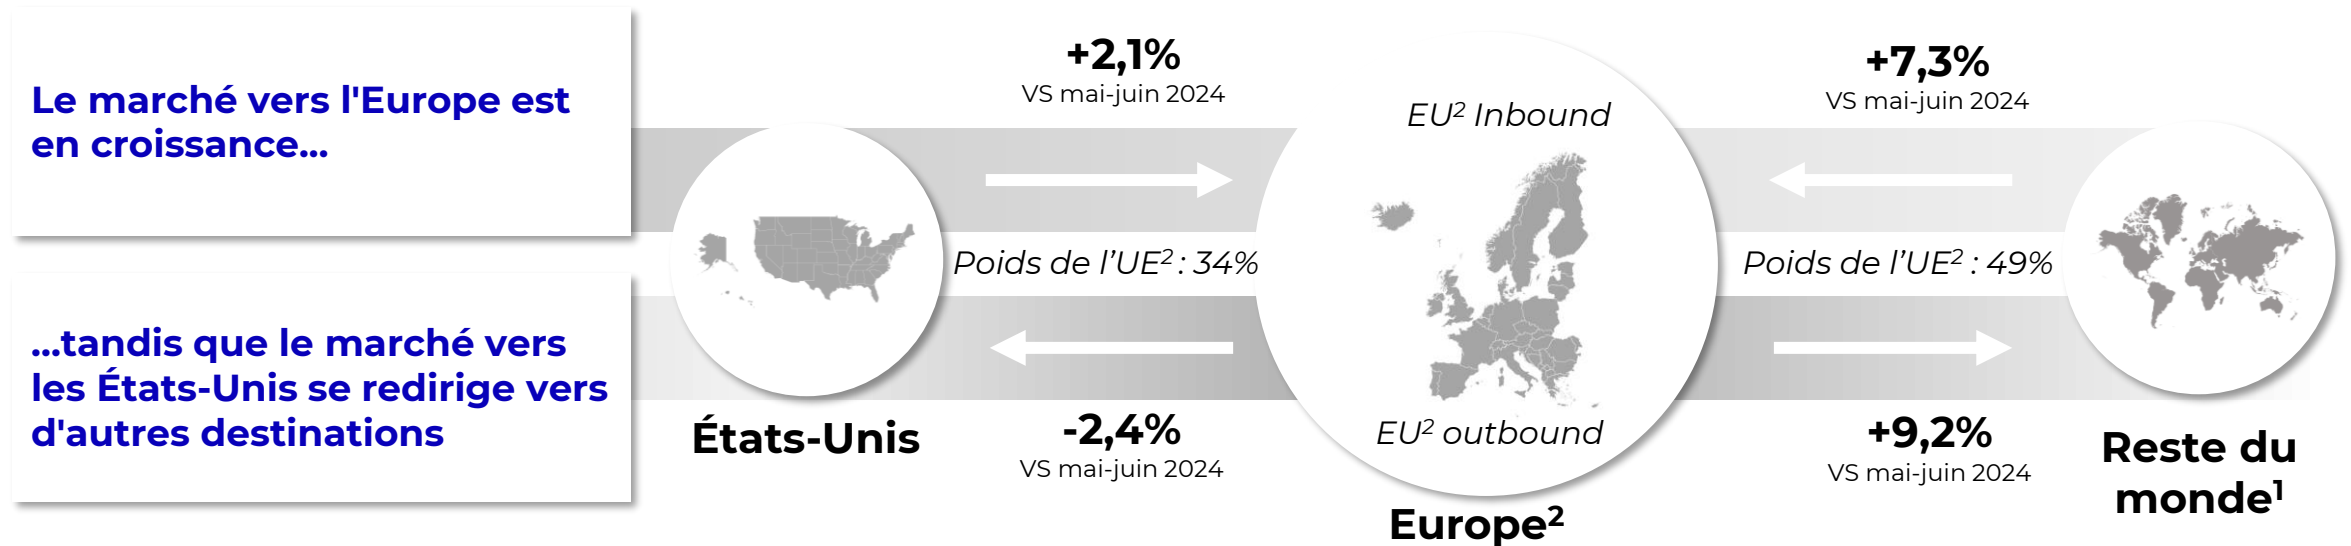 Le marché vers l'Europe est
en croissance...
...tandis que le marché vers
les États-Unis se redirige vers
d'autres destinations
+2,1%
VS mai-juin 2024
+7,3%
VS mai-juin 2024
EU² Inbound
Poids de l’UE² : 34%
Poids de l’UE² : 49%
EU² outbound
États-Unis
-2,4%
VS mai-juin 2024
+9,2%
VS mai-juin 2024
Europe²
Reste du
monde¹